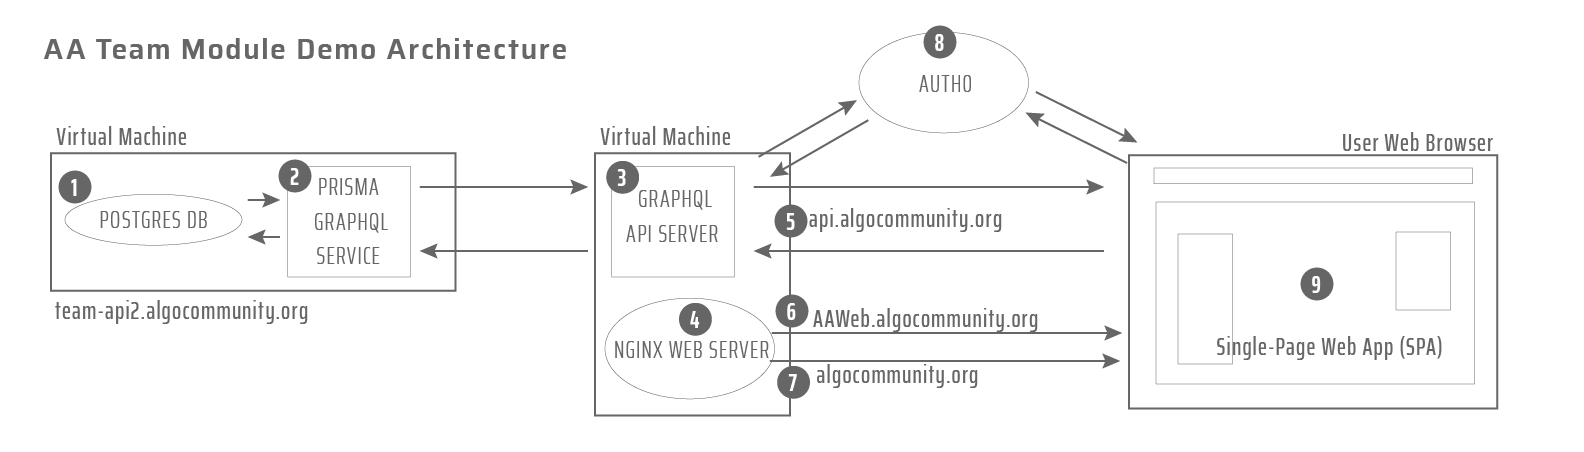 AA Team Module Demo Architecture
8
AUTHO
Virtual Machine
1
POSTGRES DB
2
PRISMA
GRAPHQL
SERVICE
team-api2.algocommunity.org
Virtual Machine
3
GRAPHQL
API SERVER
4
NGINX WEB SERVER
5
api.algocommunity.org
6
AAWeb.algocommunity.org
7
algocommunity.org
User Web Browser
9
Single-Page Web App (SPA)